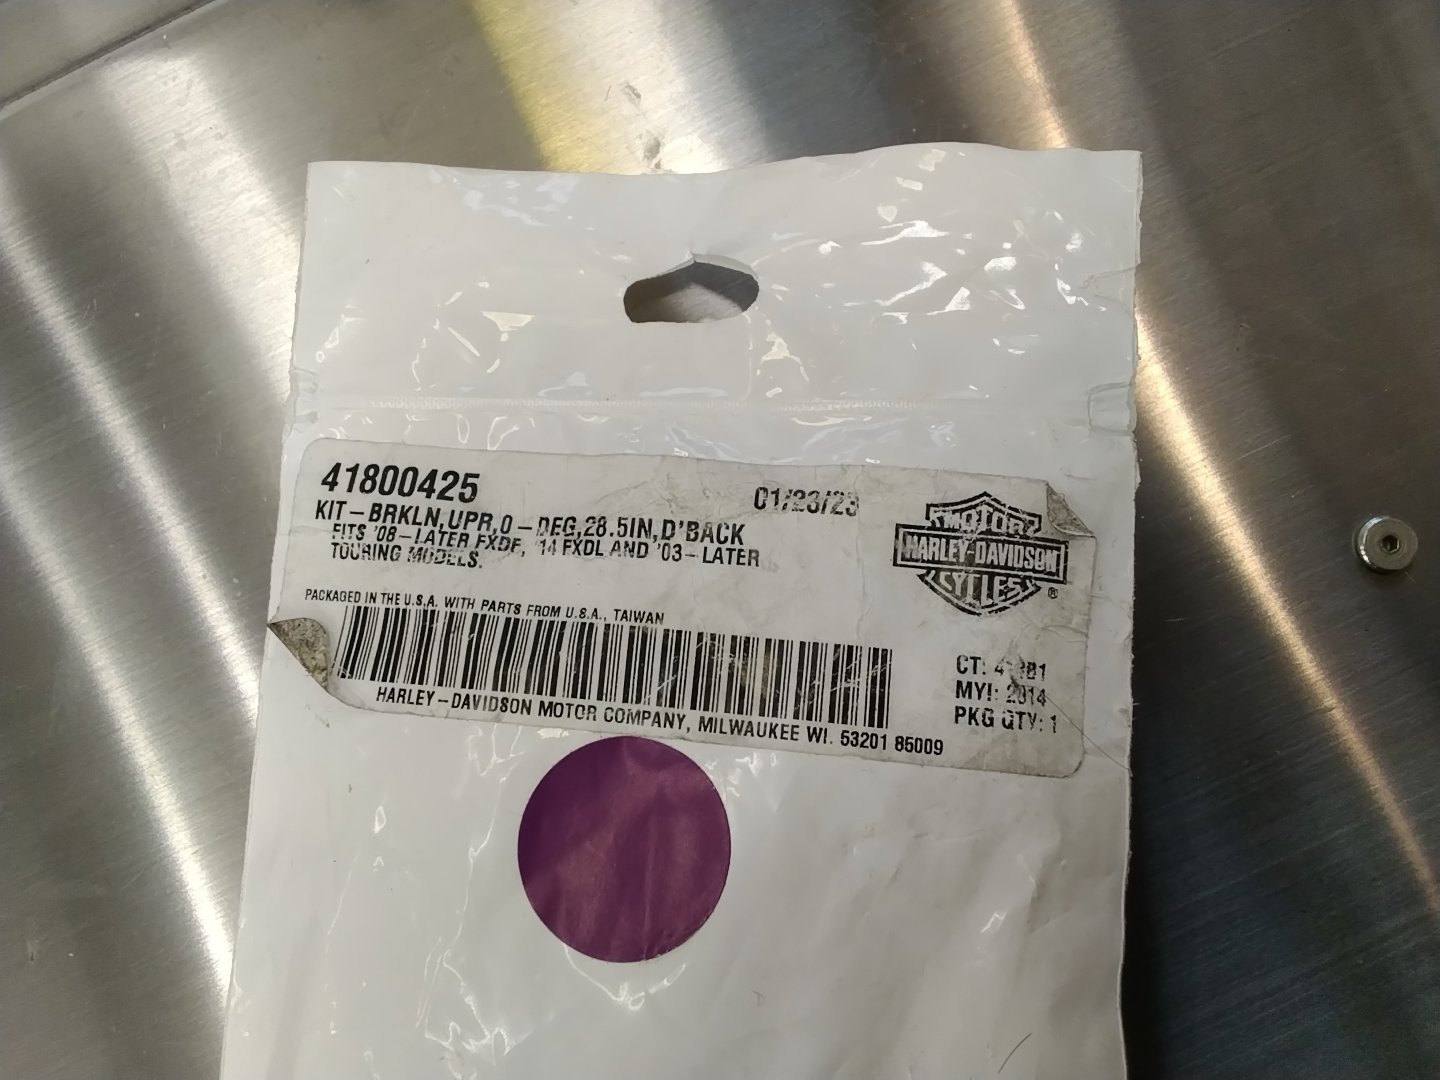 41800425
01/23/23
KIT-BRKLN,UPR,0-DEG,28.5IN,D'BACK
FITS '08-LATER FXDF, '14 FXDL AND '03-LATER
TOURING MODELS.
MOTOR
HARLEY-DAVIDSON
CYCLES
®
PACKAGED IN THE U.S.A. WITH PARTS FROM U.S.A., TAIWAN
HARLEY-DAVIDSON MOTOR COMPANY, MILWAUKEE WI. 53201 85009
CT:
MYI: 2014
PKG QTY: 1